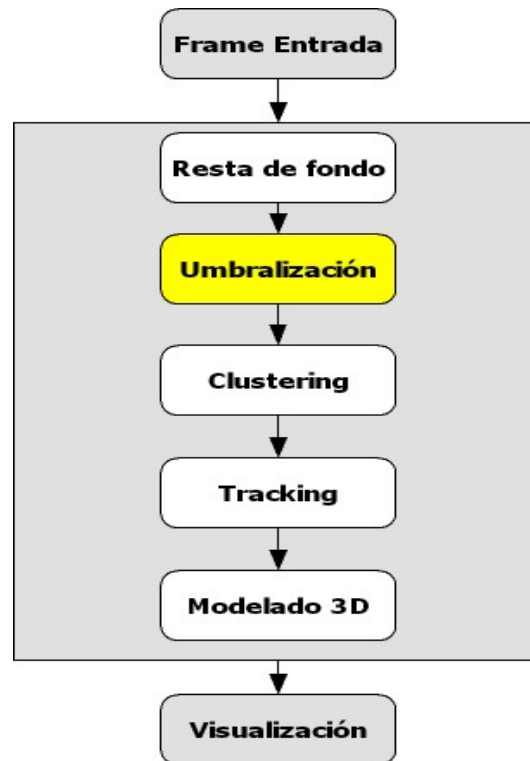 Frame Entrada
Resta de fondo
Umbralización
Clustering
Tracking
Modelado 3D
Visualización